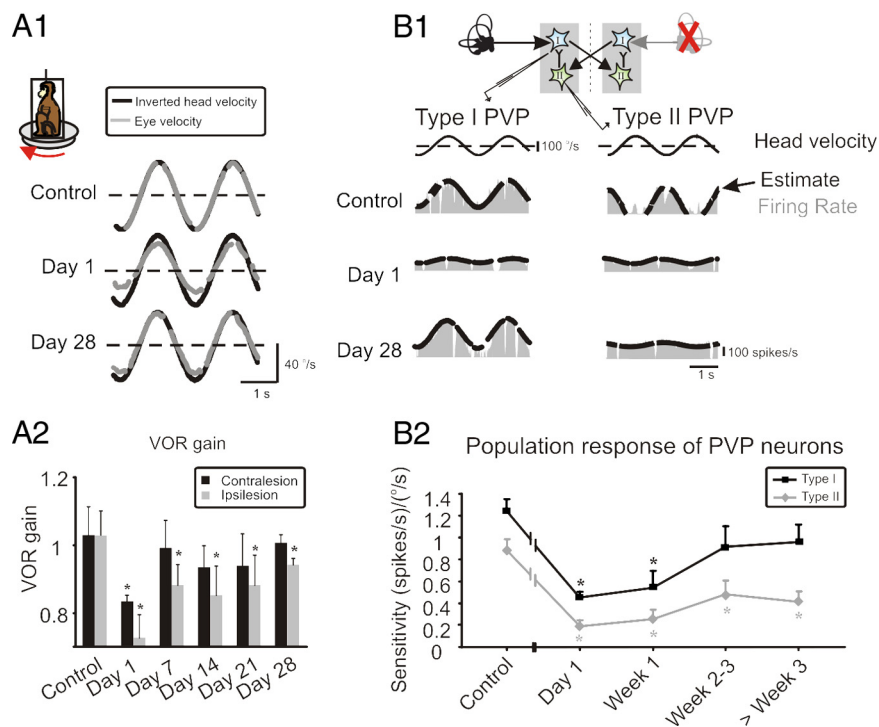 A1
Inverted head velocity
Eye velocity
Control
Day 1
Day 28
40 °/s
1 s
B1
I
I
II
II
Type I PVP
Type II PVP
100 °/s
Head velocity
Control
Estimate
Firing Rate
Day 1
Day 28
100 spikes/s
1 s
A2
VOR gain
Contralesion
Ipsilesion
VOR gain
1.2
1
0.8
* * * * * * *
Control
Day 1
Day 7
Day 14
Day 21
Day 28
B2
Population response of PVP neurons
Type I
Type II
Sensitivity (spikes/s)/(°/s)
1.4
1.2
1
0.8
0.6
0.4
0.2
0
* *
* * * *
Control
Day 1
Week 1
Week 2-3
> Week 3